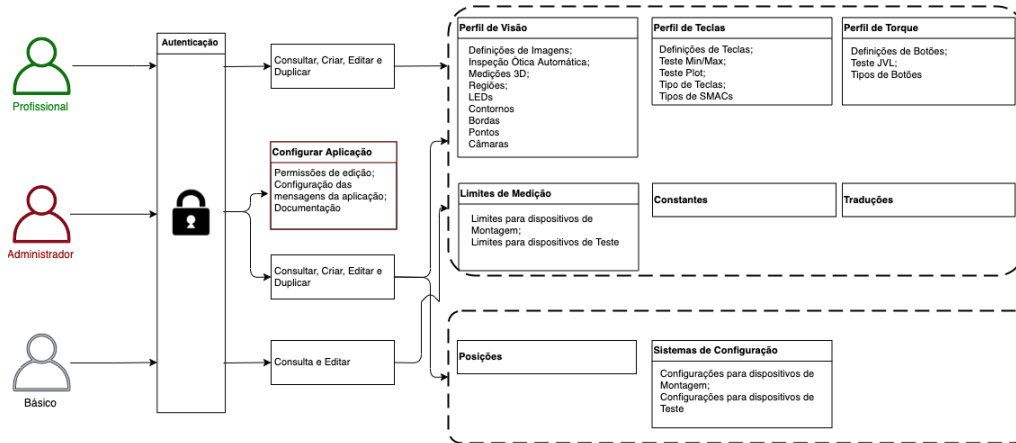 Profissional
Administrador
Básico
Autenticação
Consultar, Criar, Editar e
Duplicar
Configurar Aplicação
Permissões de edição;
Configuração das
mensagens da aplicação;
Documentação
Consultar, Criar, Editar e
Duplicar
Consulta e Editar
Perfil de Visão
Definições de Imagens;
Inspeção Ótica Automática;
Medições 3D;
Regiões;
LEDs
Contornos
Bordas
Pontos
Câmaras
Perfil de Teclas
Definições de Teclas;
Teste Min/Max;
Teste Plot;
Tipo de Teclas;
Tipos de SMACs
Perfil de Torque
Definições de Botões;
Teste JVL;
Tipos de Botões
Limites de Medição
Limites para dispositivos de
Montagem;
Limites para dispositivos de Teste
Constantes
Traduções
Posições
Sistemas de Configuração
Configurações para dispositivos de
Montagem;
Configurações para dispositivos de
Teste